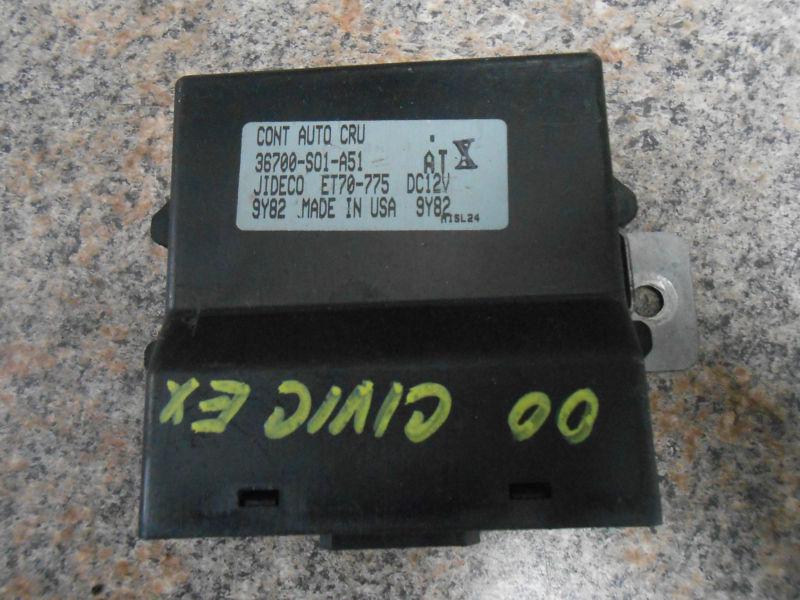 CONT AUTO CRU
36700-S01-A51 AT X
JIDECO ET70-775 DC12V
9Y82 MADE IN USA 9Y82
A1SL24
00 CIVIC EX